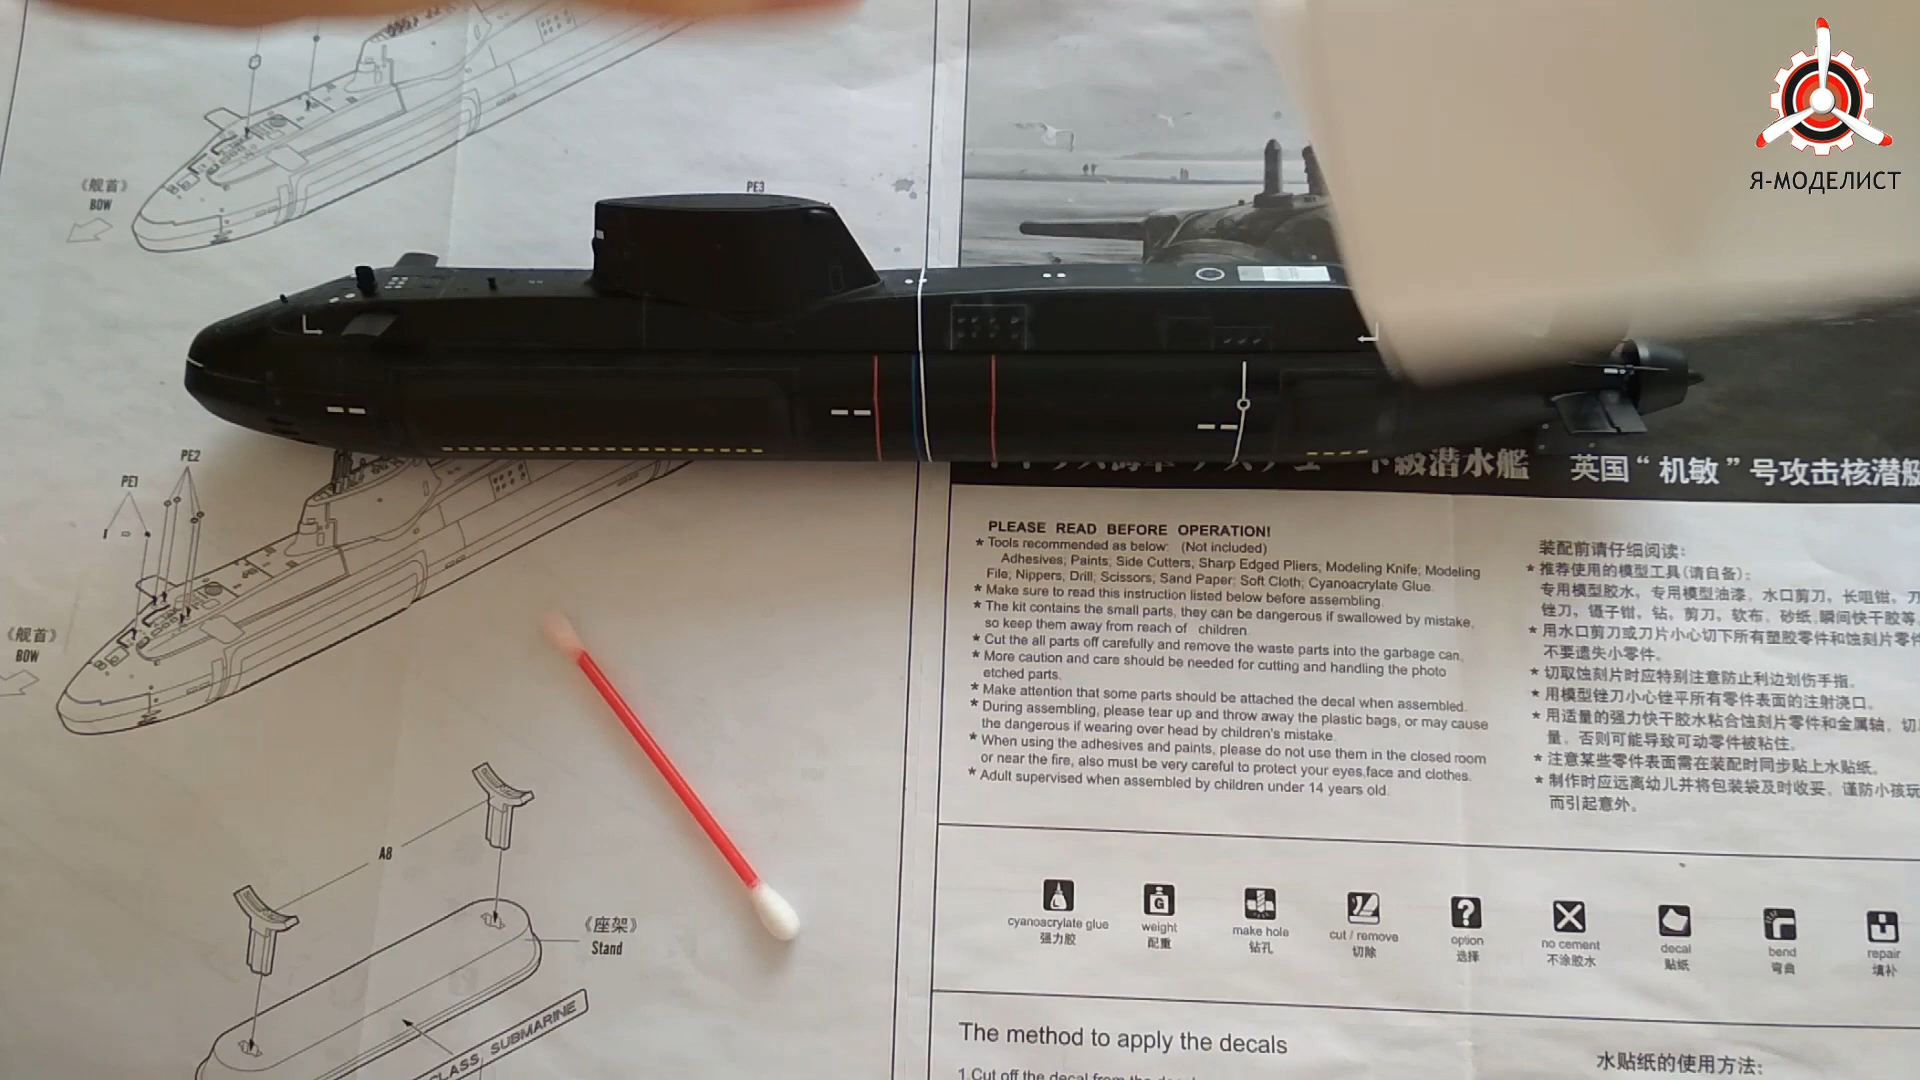 Я-МОДЕЛИСТ
《舰首》
BOW
PE3
PE2
PE1
《舰首》
BOW
A8
《座架》
Stand
CLASS SUBMARINE
级潜水艦 英国“机敏”号攻击核潜艇
PLEASE READ BEFORE OPERATION!
* Tools recommended as below: (Not included)
Adhesives; Paints, Side Cutters, Sharp Edged Pliers, Modeling Knife; Modeling
File; Nippers, Drill; Scissors, Sand Paper; Soft Cloth; Cyanoacrylate Glue.
* Make sure to read this instruction listed below before assembling.
* The kit contains the small parts, they can be dangerous if swallowed by mistake,
so keep them away from reach of children.
* Cut the all parts off carefully and remove the waste parts into the garbage can.
* More caution and care should be needed for cutting and handling the photo
etched parts.
* Make attention that some parts should be attached the decal when assembled.
* During assembling, please tear up and throw away the plastic bags, or may cause
the dangerous if wearing over head by children's mistake.
* When using the adhesives and paints, please do not use them in the closed room
or near the fire, also must be very careful to protect your eyes,face and clothes.
* Adult supervised when assembled by children under 14 years old.
装配前请仔细阅读:
* 推荐使用的模型工具(请自备):
专用模型胶水, 专用模型油漆, 水口剪刀, 长咀钳, 刀
锉刀, 镊子钳, 钻, 剪刀, 软布, 砂纸, 瞬间快干胶等。
* 用水口剪刀或刀片小心切下所有塑胶零件和蚀刻片零件
不要遗失小零件。
* 切取蚀刻片时应特别注意防止利边划伤手指。
* 用模型锉刀小心锉平所有零件表面的注射浇口。
* 用适量的强力快干胶水粘合蚀刻片零件和金属轴, 切
量, 否则可能导致可动零件被粘住。
* 注意某些零件表面需在装配时同步贴上水贴纸。
* 制作时应远离幼儿并将包装袋及时收妥, 谨防小孩玩
而引起意外。
cyanoacrylate glue
强力胶
G
weight
配重
make hole
钻孔
cut / remove
切除
?
option
选择
no cement
不涂胶水
decal
贴纸
bend
弯曲
repair
填补
The method to apply the decals
水贴纸的使用方法:
1.Cut off the decal from the